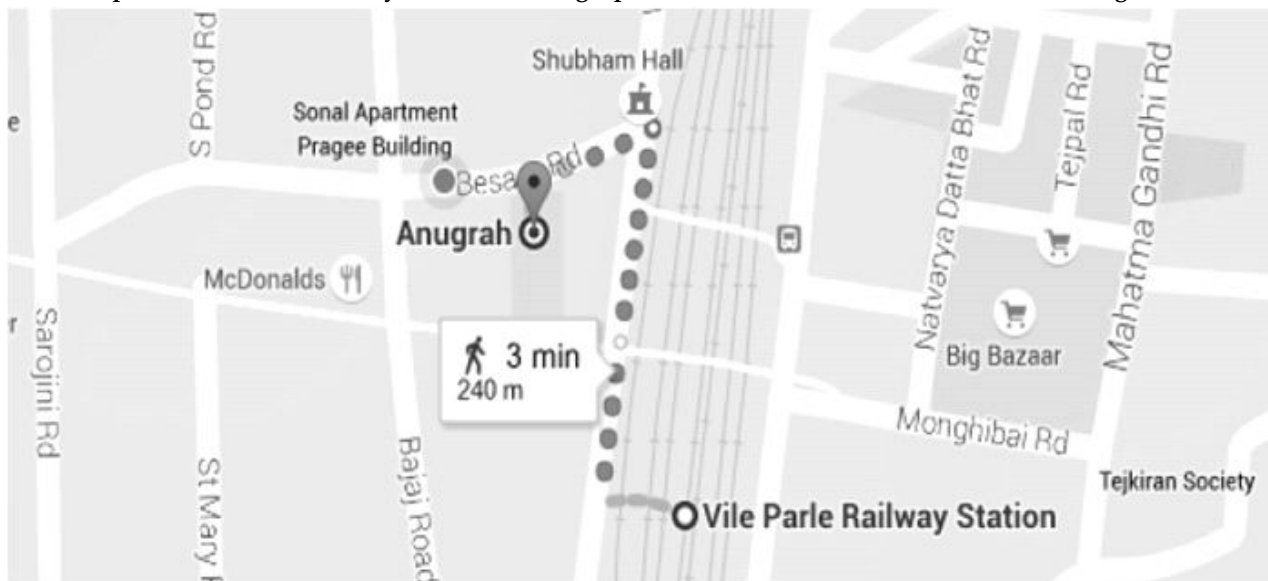 S Pond Rd
Shubham Hall
Sonal Apartment
Pragee Building
Natvarya Datta Bhat Rd
Tejpal Rd
Mahatma Gandhi Rd
Rd
Anugrah
McDonalds
3 min
240 m
Big Bazaar
Sarojini Rd
St Mary
Bajaj Road
Monghibai Rd
Tejkiran Society
Vile Parle Railway Station